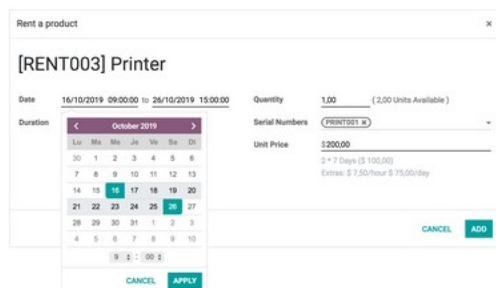 Rent a product ×
[RENT003] Printer
Date 16/10/2019 09:00:00 to 26/10/2019 15:00:00
Quantity 1,00 ( 2,00 Units Available )
Duration
Serial Numbers PRINT001 ×
Unit Price $200,00
2 * 7 Days ($ 100,00)
Extras: $ 7,50/hour $ 75,00/day
< October 2019 >
Lu Ma Me Je Ve Sa Di
30 1 2 3 4 5 6
7 8 9 10 11 12 13
14 15 16 17 18 19 20
21 22 23 24 25 26 27
28 29 30 31 1 2 3
4 5 6 7 8 9 10
9 : 00
CANCEL APPLY
CANCEL ADD